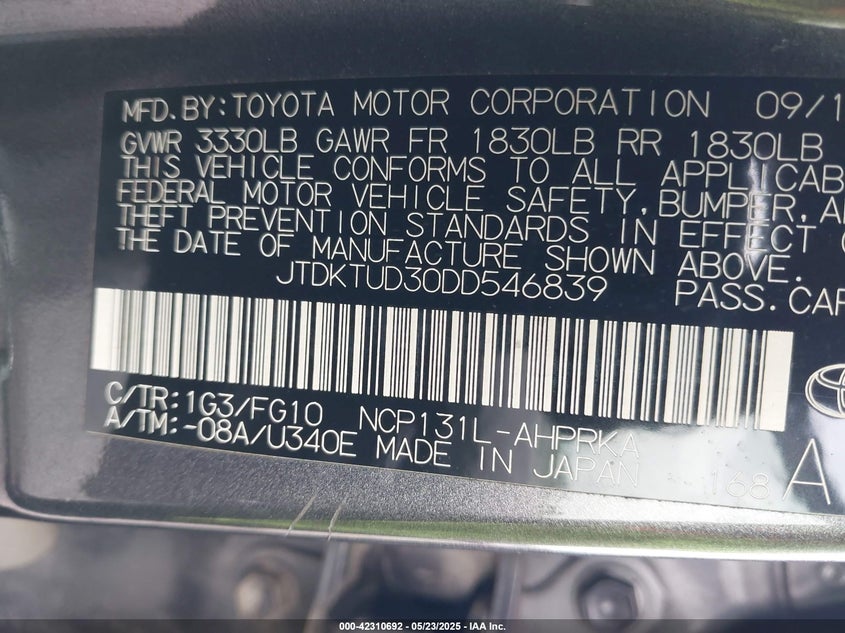 MFD.BY:TOYOTA MOTOR CORPORATION 09/1
GVWR 3330LB GAWR FR 1830LB RR 1830LB
THIS VEHICLE CONFORMS TO ALL APPLICAB
FEDERAL MOTOR VEHICLE SAFETY,BUMPER,A
THEFT PREVENTION STANDARDS IN EFFECT
THE DATE OF MANUFACTURE SHOWN ABOVE.
JTDKTUD30DD546839 PASS.CAR
C/TR:1G3/FG10 NCP131L-AHPRKA
A/TM:-08A/U340E MADE IN JAPAN 168 A
000-42310692 - 05/23/2025 - IAA Inc.